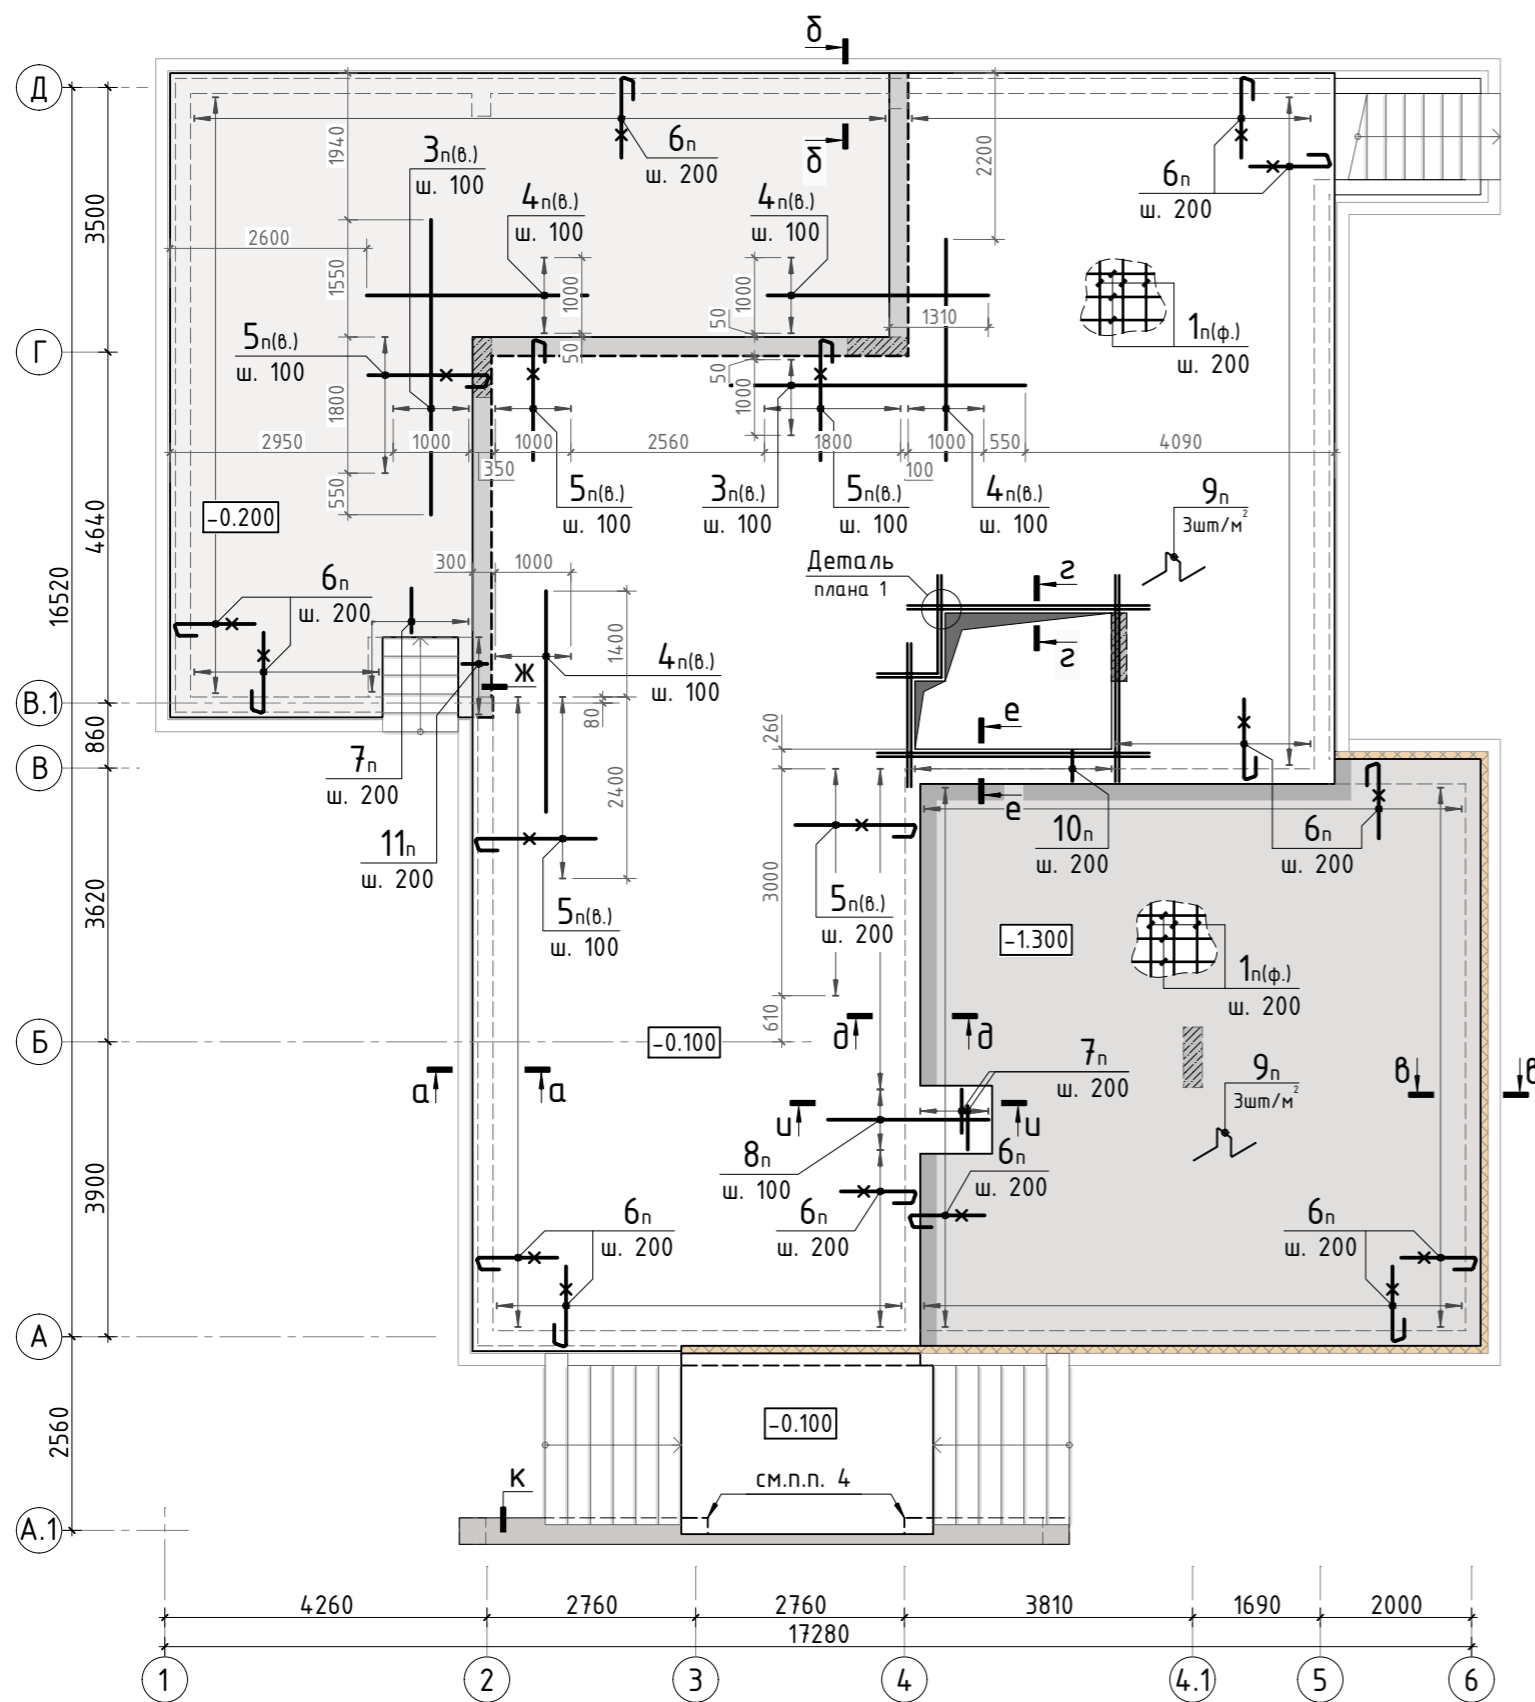 б
Д
1940
3п(в.)
ш. 100
6п
ш. 200
б
4п(в.)
ш. 100
4п(в.)
ш. 100
2200
6п
ш. 200
3500
2600
1550
1000
50
1000
50
1310
1п(ф.)
ш. 200
Г
5п(в.)
ш. 100
1800
50
1000
2950
1000
1000
2560
1800
1000
550
4090
350
100
550
5п(в.)
ш. 100
3п(в.)
ш. 100
5п(в.)
ш. 100
4п(в.)
ш. 100
9п
3шт/м²
-0.200
4640
16520
300
1000
Деталь
плана 1
г
г
6п
ш. 200
1400
4п(в.)
ш. 100
ж
В.1
80
е
860
260
7п
ш. 200
В
2400
е
11п
ш. 200
10п
ш. 200
6п
ш. 200
3620
3000
5п(в.)
ш. 100
5п(в.)
ш. 200
-1.300
1п(ф.)
ш. 200
610
Б
-0.100
д
д
7п
ш. 200
9п
3шт/м²
в
в
а
а
и
и
8п
ш. 100
6п
ш. 200
3900
6п
ш. 200
6п
ш. 200
6п
ш. 200
А
2560
-0.100
к
см.п.п. 4
А.1
4260
2760
2760
3810
1690
2000
17280
1
2
3
4
4.1
5
6